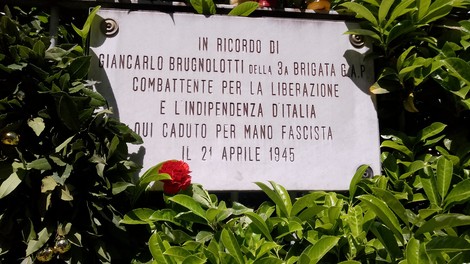 IN RICORDO DI
GIANCARLO BRUGNOLOTTI DELLA 3A BRIGATA G.A.P.
COMBATTENTE PER LA LIBERAZIONE
E L'INDIPENDENZA D'ITALIA
QUI CADUTO PER MANO FASCISTA
IL 21 APRILE 1945